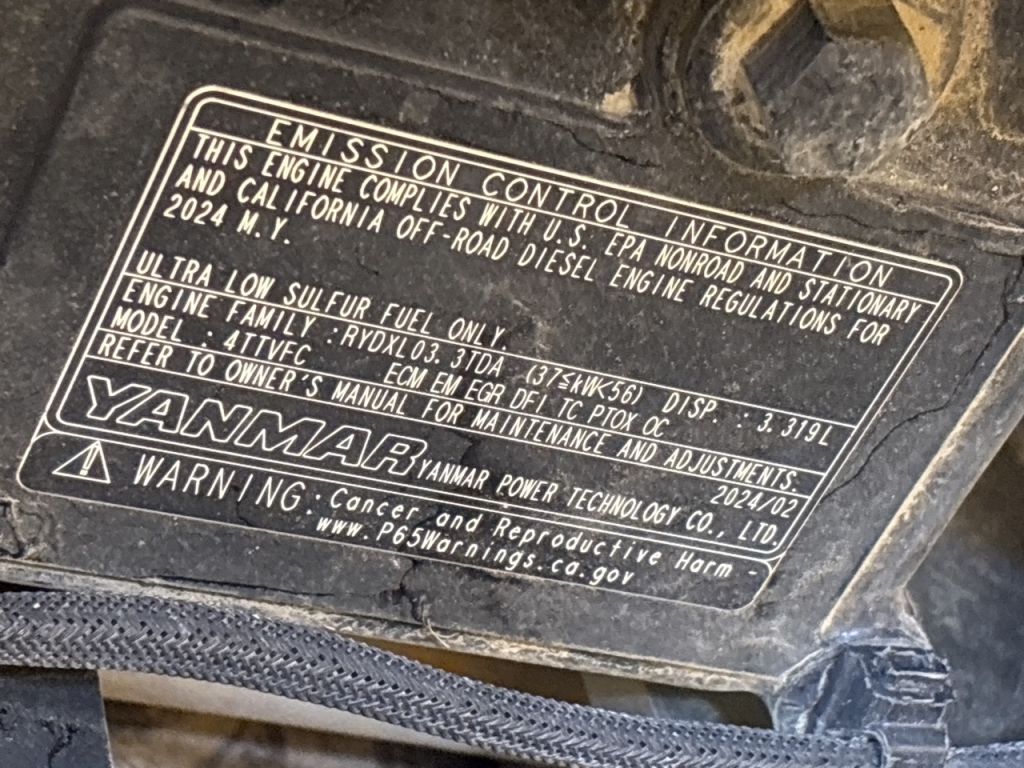 EMISSION CONTROL INFORMATION
THIS ENGINE COMPLIES WITH U.S. EPA NONROAD AND STATIONARY
AND CALIFORNIA OFF-ROAD DIESEL ENGINE REGULATIONS FOR
2024 M.Y.
ULTRA LOW SULFUR FUEL ONLY.
ENGINE FAMILY : RYDXL03.3TDA (37≦kW<56) DISP. : 3.319L
MODEL : 4TTVFC ECM EM EGR DFI TC PTOX OC
REFER TO OWNER'S MANUAL FOR MAINTENANCE AND ADJUSTMENTS.
2024/02
YANMAR YANMAR POWER TECHNOLOGY CO., LTD.
WARNING: Cancer and Reproductive Harm -
www.P65Warnings.ca.gov